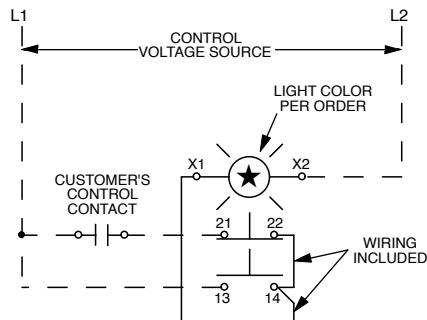 L1
L2
CONTROL
VOLTAGE SOURCE
LIGHT COLOR
PER ORDER
X1
X2
CUSTOMER'S
CONTROL
CONTACT
21
22
WIRING
INCLUDED
13
14